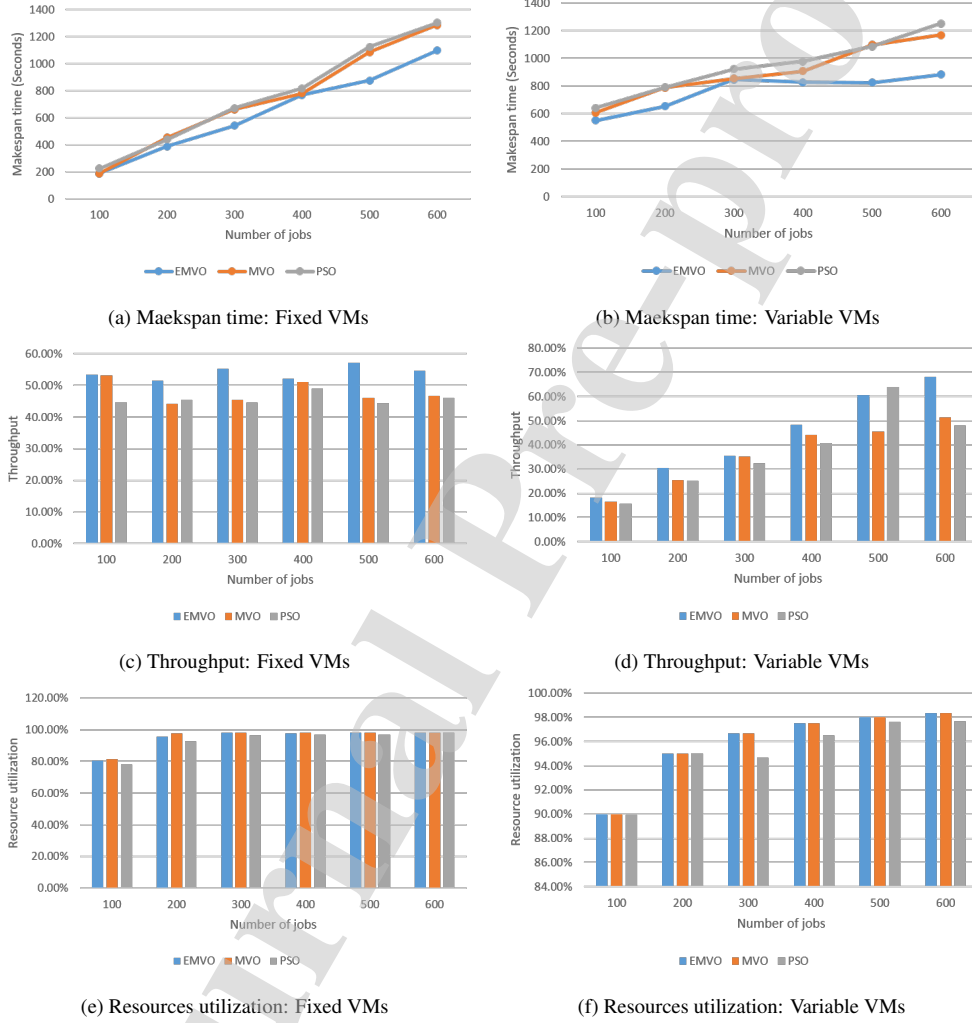 1400
1200
1000
800
600
400
200
0
Makespan time (Seconds)
100 200 300 400 500 600
Number of jobs
EMVO MVO PSO
(a) Maekspan time: Fixed VMs
1400
1200
1000
800
600
400
200
0
Makespan time (Seconds)
100 200 300 400 500 600
Number of jobs
EMVO MVO PSO
(b) Maekspan time: Variable VMs
60.00%
50.00%
40.00%
30.00%
20.00%
10.00%
0.00%
Throughput
100 200 300 400 500 600
Number of jobs
EMVO MVO PSO
(c) Throughput: Fixed VMs
80.00%
70.00%
60.00%
50.00%
40.00%
30.00%
20.00%
10.00%
0.00%
Throughput
100 200 300 400 500 600
Number of jobs
EMVO MVO PSO
(d) Throughput: Variable VMs
120.00%
100.00%
80.00%
60.00%
40.00%
20.00%
0.00%
Resource utilization
100 200 300 400 500 600
Number of jobs
EMVO MVO PSO
(e) Resources utilization: Fixed VMs
100.00%
98.00%
96.00%
94.00%
92.00%
90.00%
88.00%
86.00%
84.00%
Resource utilization
100 200 300 400 500 600
Number of jobs
EMVO MVO PSO
(f) Resources utilization: Variable VMs
urnal Pre-pro